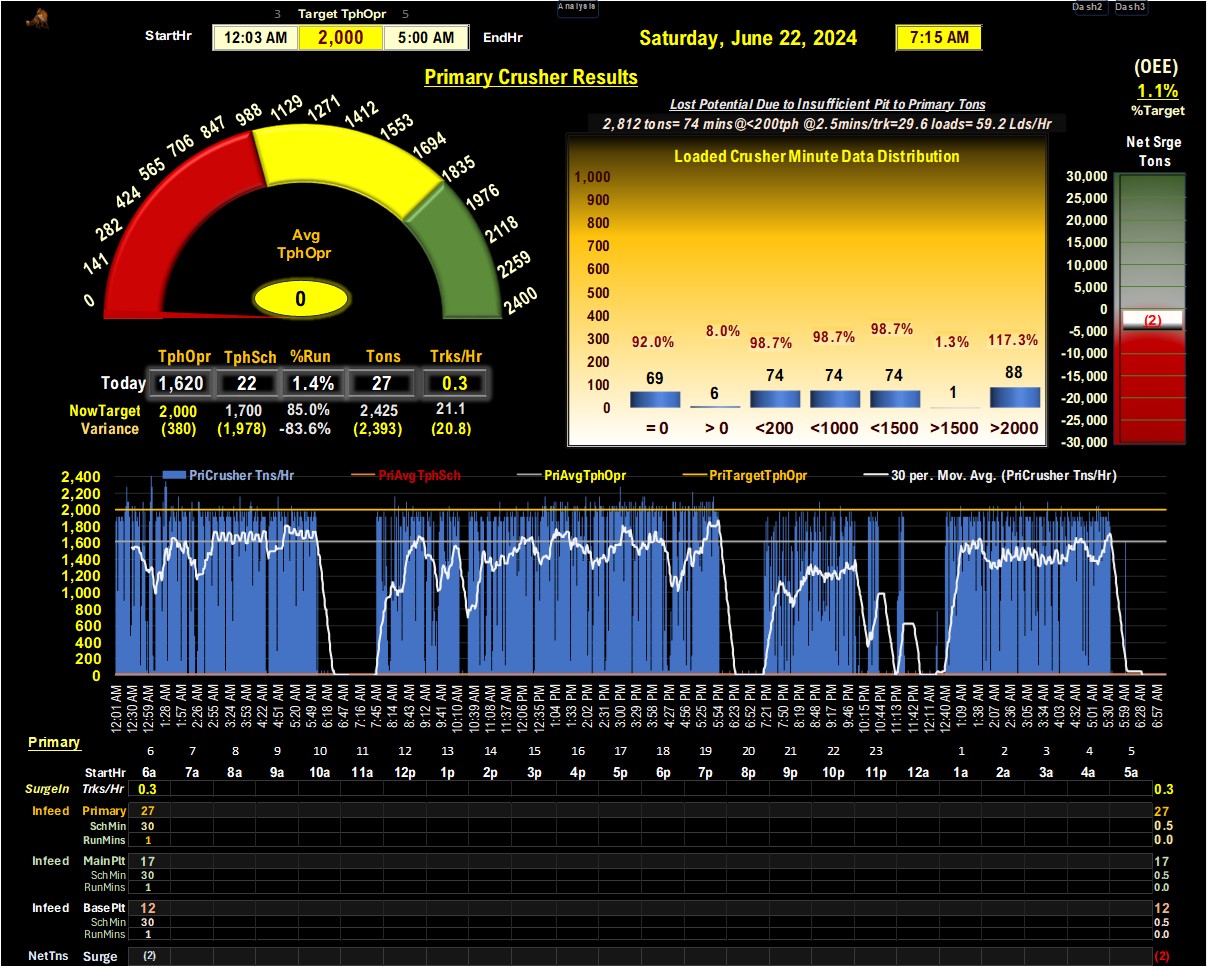 3 Target TphOpr 5
Analysis
Dash2 Dash3
StartHr 12:03 AM 2,000 5:00 AM EndHr
Saturday, June 22, 2024 7:15 AM
Primary Crusher Results
(OEE)
1.1%
%Target
Lost Potential Due to Insufficient Pit to Primary Tons
2,812 tons= 74 mins@<200tph @2.5mins/trk=29.6 loads= 59.2 Lds/Hr
0 141 282 424 565 706 847 988 1129 1271 1412 1553 1694 1835 1976 2118 2259 2400
Avg
TphOpr
0
Loaded Crusher Minute Data Distribution
1,000
900
800
700
600
500
400
300
200
100
0
92.0% 8.0% 98.7% 98.7% 98.7% 1.3% 117.3%
69 6 74 74 74 1 88
= 0 > 0 <200 <1000 <1500 >1500 >2000
Net Srge
Tons
30,000
25,000
20,000
15,000
10,000
5,000
0
-5,000
-10,000
-15,000
-20,000
-25,000
-30,000
(2)
TphOpr TphSch %Run Tons Trks/Hr
Today 1,620 22 1.4% 27 0.3
NowTarget 2,000 1,700 85.0% 2,425 21.1
Variance (380) (1,978) -83.6% (2,393) (20.8)
PriCrusher Tns/Hr PriAvgTphSch PriAvgTphOpr PriTargetTphOpr 30 per. Mov. Avg. (PriCrusher Tns/Hr)
2,400
2,200
2,000
1,800
1,600
1,400
1,200
1,000
800
600
400
200
0
12:01 AM 12:30 AM 12:59 AM 1:28 AM 1:57 AM 2:26 AM 2:55 AM 3:24 AM 3:53 AM 4:22 AM 4:51 AM 5:20 AM 5:49 AM 6:18 AM 6:47 AM 7:16 AM 7:45 AM 8:14 AM 8:43 AM 9:12 AM 9:41 AM 10:10 AM 10:39 AM 11:08 AM 11:37 AM 12:06 PM 12:35 PM 1:04 PM 1:33 PM 2:02 PM 2:31 PM 3:00 PM 3:29 PM 3:58 PM 4:27 PM 4:56 PM 5:25 PM 5:54 PM 6:23 PM 6:52 PM 7:21 PM 7:50 PM 8:19 PM 8:48 PM 9:17 PM 9:46 PM 10:15 PM 10:44 PM 11:13 PM 11:42 PM 12:11 AM 12:40 AM 1:09 AM 1:38 AM 2:07 AM 2:36 AM 3:05 AM 3:34 AM 4:03 AM 4:32 AM 5:01 AM 5:30 AM 5:59 AM 6:28 AM 6:57 AM
Primary
6 7 8 9 10 11 12 13 14 15 16 17 18 19 20 21 22 23 1 2 3 4 5
StartHr 6a 7a 8a 9a 10a 11a 12p 1p 2p 3p 4p 5p 6p 7p 8p 9p 10p 11p 12a 1a 2a 3a 4a 5a
SurgeIn Trks/Hr 0.3 0.3
Infeed Primary 27 27
SchMin 30 0.5
RunMins 1 0.0
Infeed MainPlt 17 17
SchMin 30 0.5
RunMins 1 0.0
Infeed BasePlt 12 12
SchMin 30 0.5
RunMins 1 0.0
NetTns Surge (2) (2)